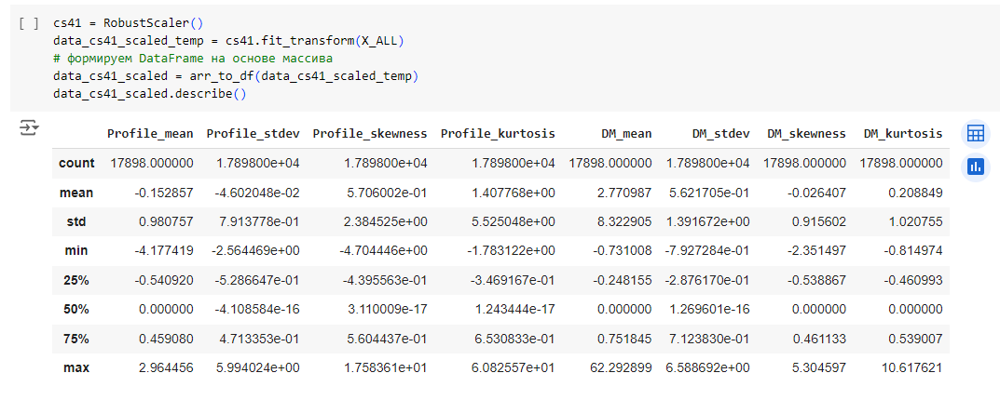 [ ] cs41 = RobustScaler()
data_cs41_scaled_temp = cs41.fit_transform(X_ALL)
# формируем DataFrame на основе массива
data_cs41_scaled = arr_to_df(data_cs41_scaled_temp)
data_cs41_scaled.describe()
Profile_mean Profile_stdev Profile_skewness Profile_kurtosis DM_mean DM_stdev DM_skewness DM_kurtosis
count 17898.000000 1.789800e+04 1.789800e+04 1.789800e+04 17898.000000 1.789800e+04 17898.000000 17898.000000
mean -0.152857 -4.602048e-02 5.706002e-01 1.407768e+00 2.770987 5.621705e-01 -0.026407 0.208849
std 0.980757 7.913778e-01 2.384525e+00 5.525048e+00 8.322905 1.391672e+00 0.915602 1.020755
min -4.177419 -2.564469e+00 -4.704446e+00 -1.783122e+00 -0.731008 -7.927284e-01 -2.351497 -0.814974
25% -0.540920 -5.286647e-01 -4.395563e-01 -3.469167e-01 -0.248155 -2.876170e-01 -0.538867 -0.460993
50% 0.000000 -4.108584e-16 3.110009e-17 1.243444e-17 0.000000 1.269601e-16 0.000000 0.000000
75% 0.459080 4.713353e-01 5.604437e-01 6.530833e-01 0.751845 7.123830e-01 0.461133 0.539007
max 2.964456 5.994024e+00 1.758361e+01 6.082557e+01 62.292899 6.588692e+00 5.304597 10.617621